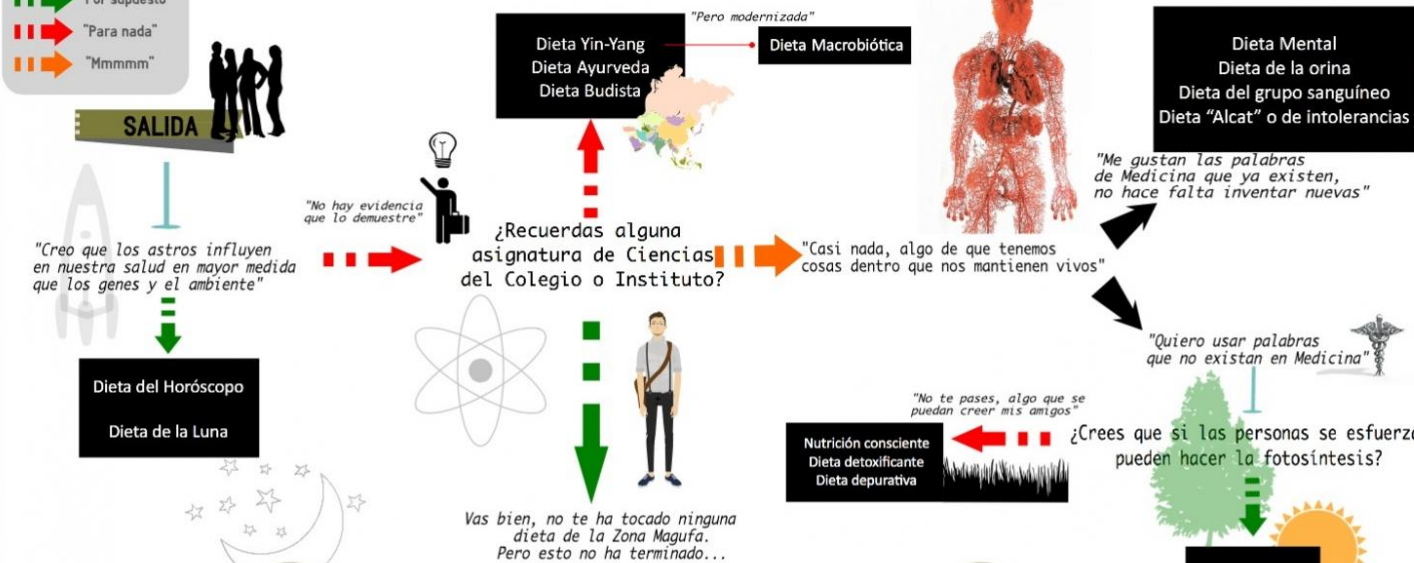 "Por supuesto"
"Para nada"
"Mmmmm"
SALIDA
"Creo que los astros influyen
en nuestra salud en mayor medida
que los genes y el ambiente"
Dieta del Horóscopo
Dieta de la Luna
"No hay evidencia
que lo demuestre"
Dieta Yin-Yang
Dieta Ayurveda
Dieta Budista
"Pero modernizada"
Dieta Macrobiótica
¿Recuerdas alguna
asignatura de Ciencias
del Colegio o Instituto?
Vas bien, no te ha tocado ninguna
dieta de la Zona Magufa.
Pero esto no ha terminado...
"Casi nada, algo de que tenemos
cosas dentro que nos mantienen vivos"
Dieta Mental
Dieta de la orina
Dieta del grupo sanguíneo
Dieta “Alcat” o de intolerancias
"Me gustan las palabras
de Medicina que ya existen,
no hace falta inventar nuevas"
"Quiero usar palabras
que no existan en Medicina"
¿Crees que si las personas se esfuerza
pueden hacer la fotosíntesis?
"No te pases, algo que se
puedan creer mis amigos"
Nutrición consciente
Dieta detoxificante
Dieta depurativa